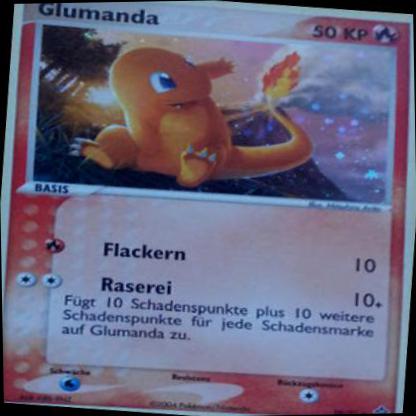 Glumanda
50 KP
BASIS
Flackern
10
Raserei
10+
Fügt 10 Schadenspunkte plus 10 weitere
Schadenspunkte für jede Schadensmarke
auf Glumanda zu.
Schwäche
Resistenz
Rückzugskosten